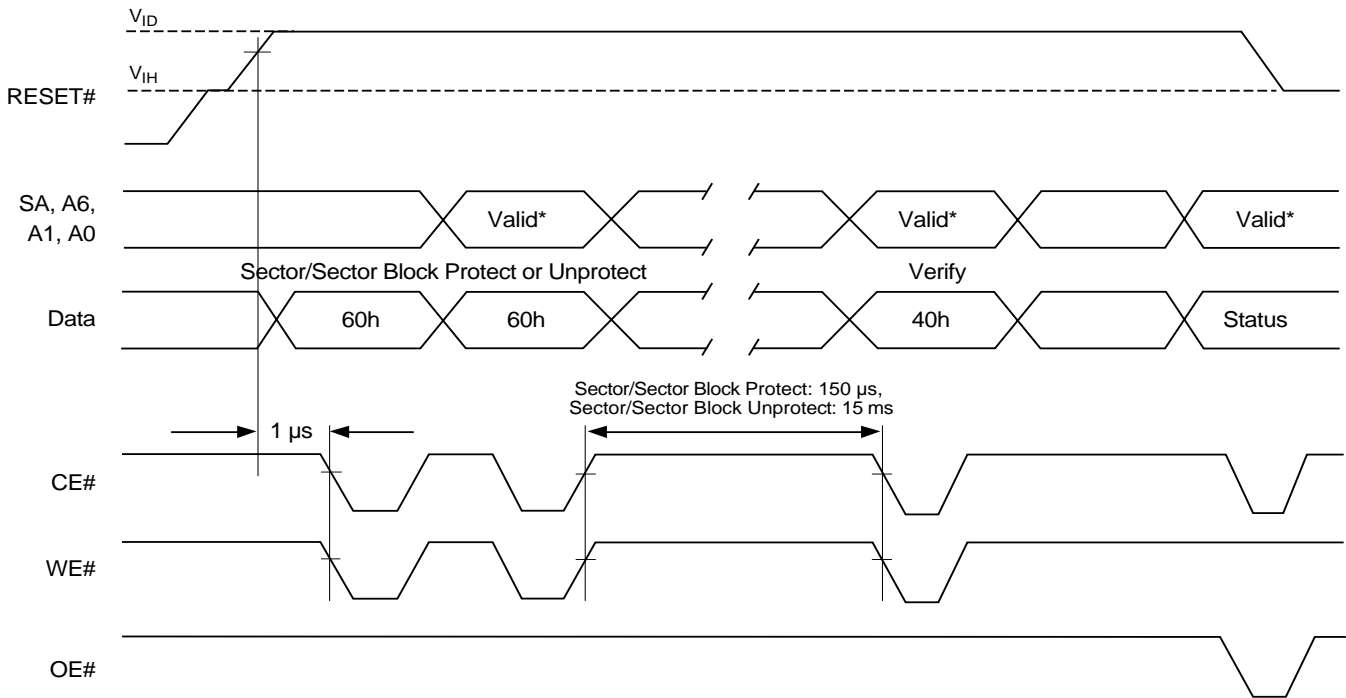 VID
VIH
RESET#
SA, A6,
A1, A0
Valid*
Valid*
Valid*
Sector/Sector Block Protect or Unprotect
Verify
Data
60h
60h
40h
Status
Sector/Sector Block Protect: 150 µs,
Sector/Sector Block Unprotect: 15 ms
1 µs
CE#
WE#
OE#